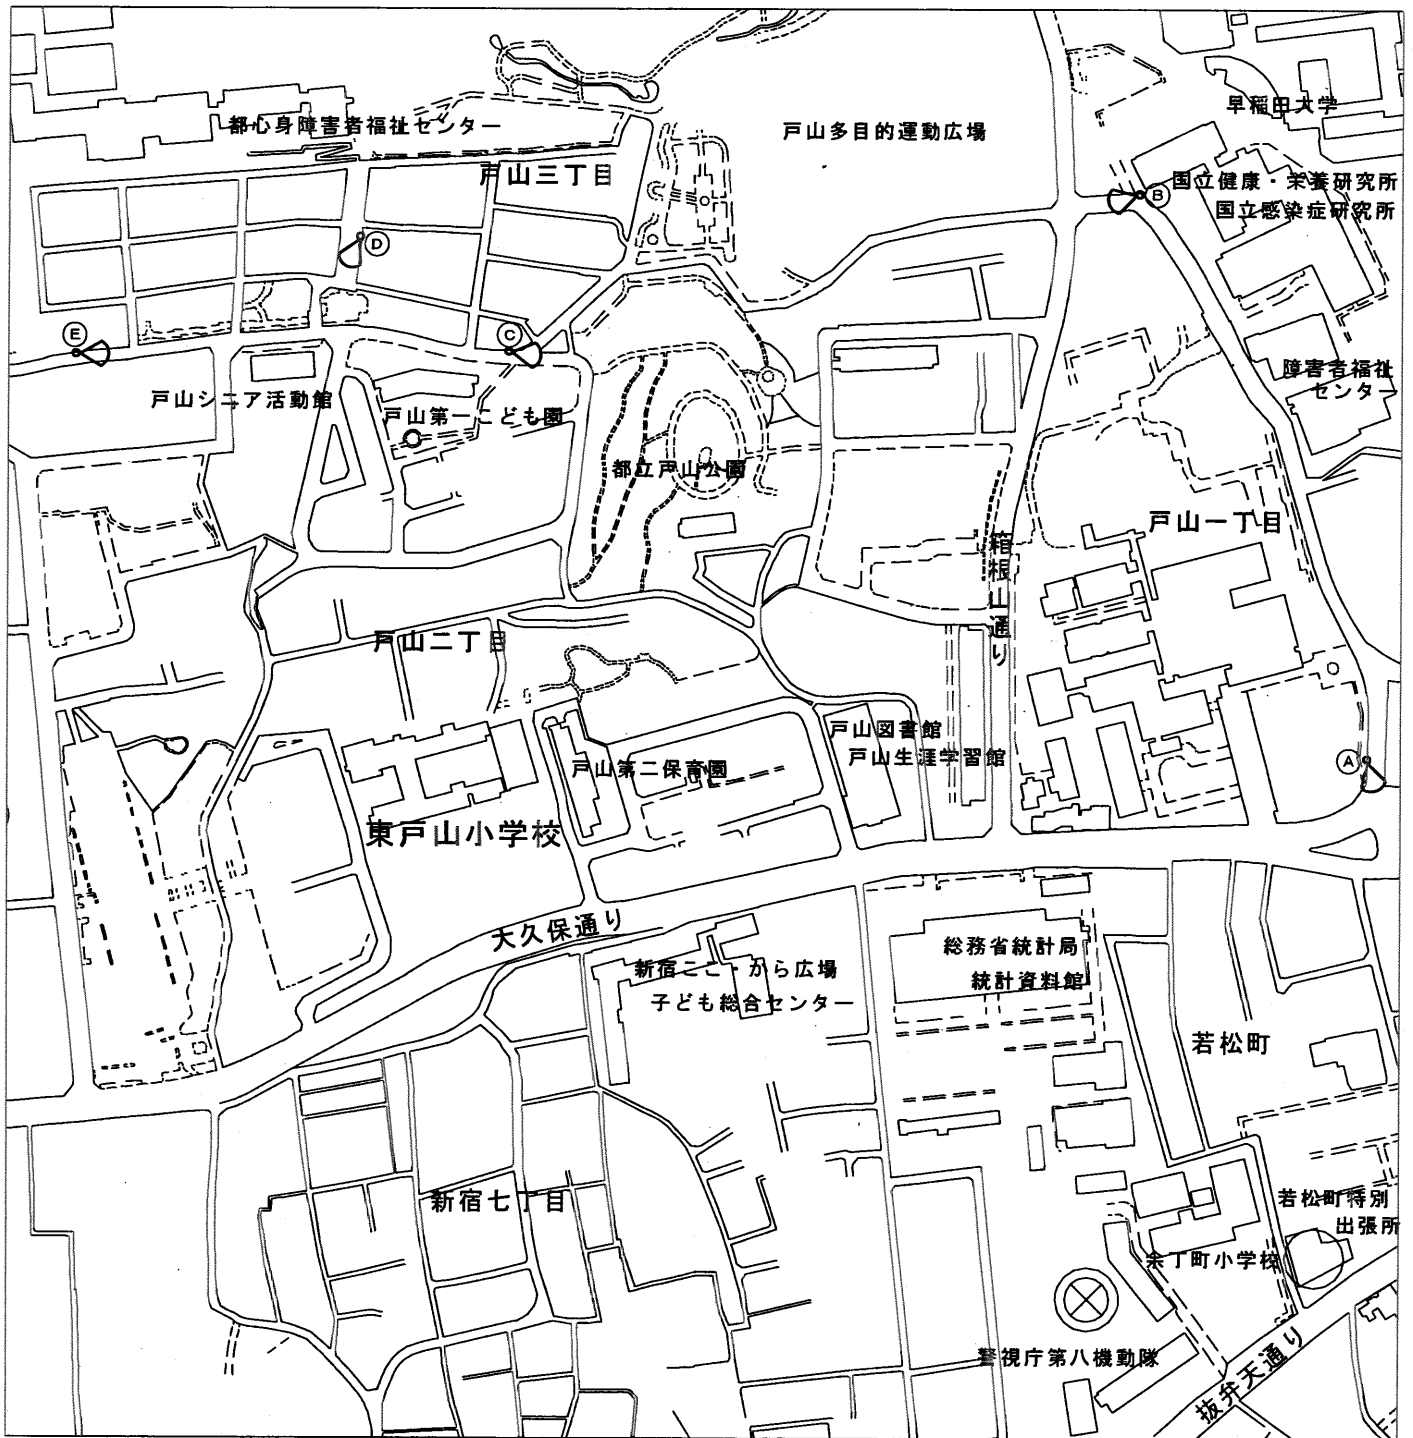 早稲田大学
都心身障害者福祉センター
戸山多目的運動広場
戸山三丁目
国立健康・栄養研究所
国立感染症研究所
B
D
E
C
障害者福祉
センター
戸山シニア活動館
戸山第一こども園
都立戸山公園
戸山一丁目
箱根山通り
戸山二丁目
戸山図書館
戸山生涯学習館
A
戸山第二保育園
東戸山小学校
大久保通り
総務省統計局
統計資料館
新宿ここ・から広場
子ども総合センター
若松町
新宿七丁目
若松町特別
出張所
余丁町小学校
警視庁第八機動隊
抜弁天通り